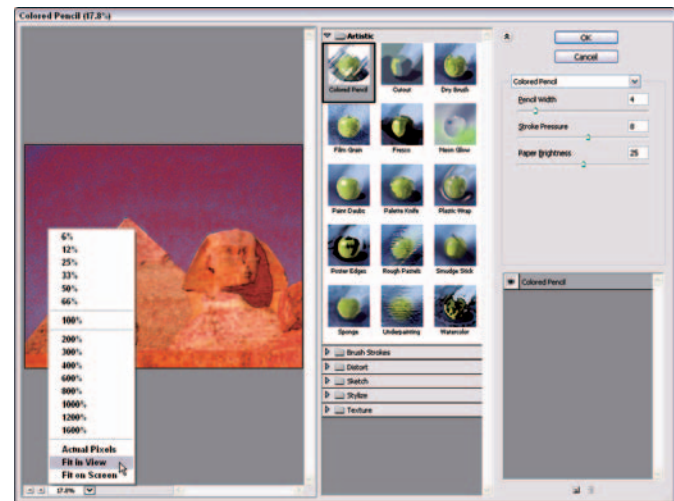 Colored Pencil (17.8%)
6%
12%
25%
33%
50%
66%
100%
200%
300%
400%
600%
800%
1000%
1200%
1600%
Actual Pixels
Fit in View
Fit on Screen
17.8%
Artistic
Colored Pencil
Cutout
Dry Brush
Film Grain
Fresco
Neon Glow
Paint Daubs
Palette Knife
Plastic Wrap
Poster Edges
Rough Pastels
Smudge Stick
Sponge
Underpainting
Watercolor
Brush Strokes
Distort
Sketch
Stylize
Texture
OK
Cancel
Colored Pencil
Pencil Width 4
Stroke Pressure 8
Paper Brightness 25
Colored Pencil